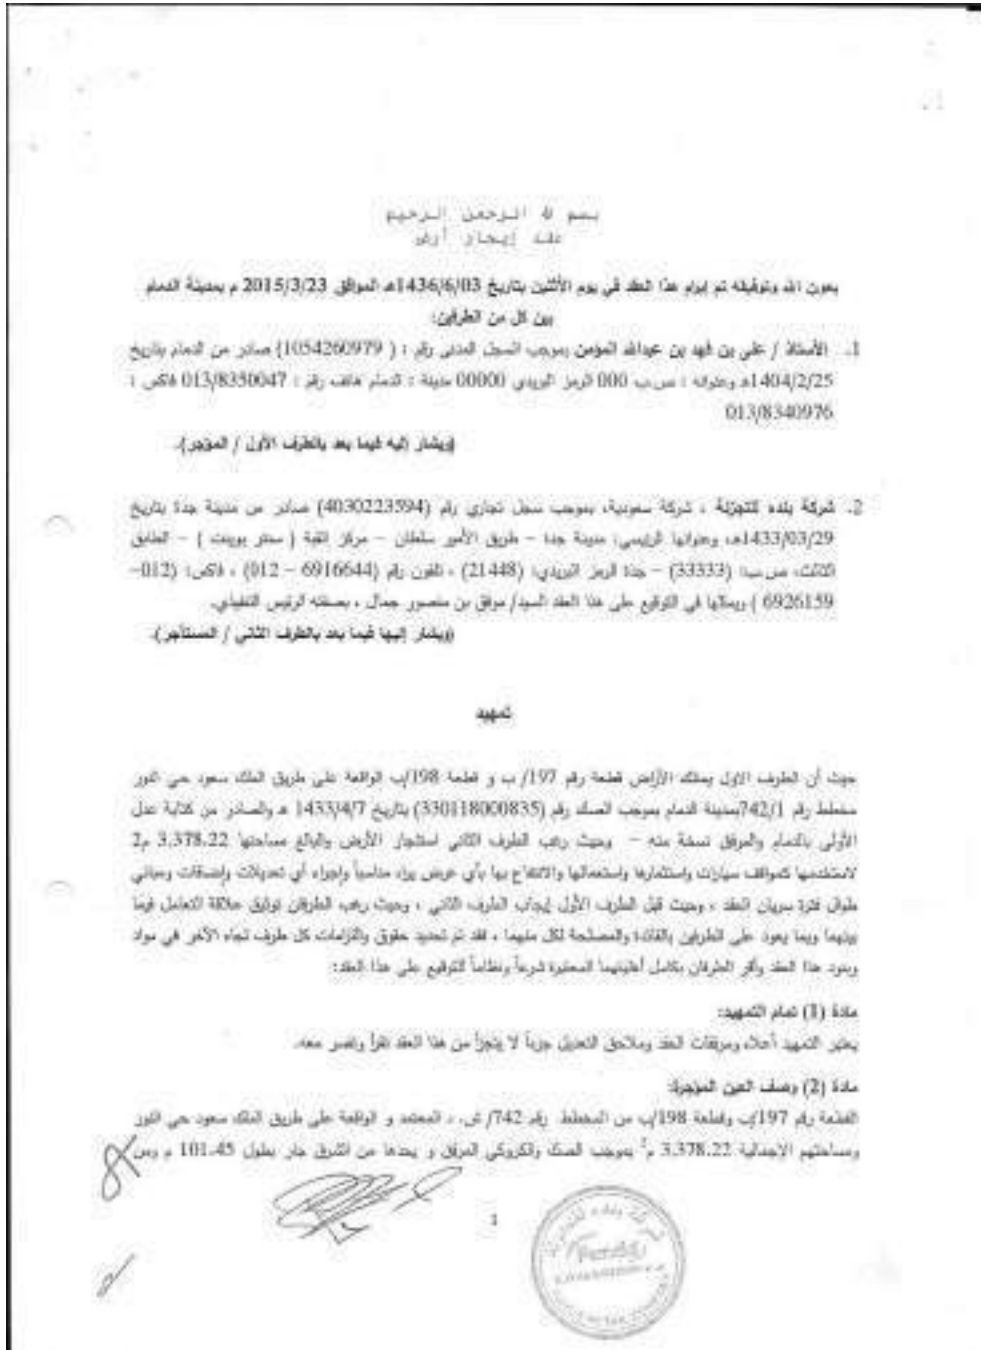 بسم الله الرحمن الرحيم
عقد إيجار أرض
بعون الله وتوفيقه تم إبرام هذا العقد في يوم الأثنين بتاريخ 1436/6/03هـ الموافق 2015/3/23 م بمدينة الدمام
بين كل من الطرفين:
1. الأستاذ / علي بن فهد بن عبدالله المؤمن بموجب السجل المدني رقم : ( 1054260979) صادر من الدمام بتاريخ
1404/2/25هـ وعنوانه : ص.ب 000 الرمز البريدي 00000 مدينة : الدمام هاتف رقم : 013/8350047 فاكس :
013/8340976
(ويشار إليه فيما بعد بالطرف الأول / المؤجر).
2. شركة بنده للتجزئة ، شركة سعودية، بموجب سجل تجاري رقم (4030223594) صادر من مدينة جدة بتاريخ
1433/03/29هـ، وعنوانها الرئيسي: مدينة جدة – طريق الأمير سلطان – مركز القبة ( سنتر بوينت ) – الطابق
الثالث، ص.ب: (33333) – جدة الرمز البريدي: (21448) ، تلفون رقم (6916644 – 012) ، فاكس: (012–
6926159 ) ويمثلها في التوقيع على هذا العقد السيد/ موفق بن منصور جمال ، بصفته الرئيس التنفيذي.
(ويشار إليها فيما بعد بالطرف الثاني / المستأجر).
تمهيد
حيث أن الطرف الاول يمتلك الأراض قطعة رقم 197/ ب و قطعة 198/ب الواقعة على طريق الملك سعود حي النور
مخطط رقم 742/1بمدينة الدمام بموجب الصك رقم (330118000835) بتاريخ 1433/4/7 هـ والصادر من كتابة عدل
الأولى بالدمام والمرفق نسخة منه – وحيث رغب الطرف الثاني استئجار الأرض والبالغ مساحتها 3.378.22 م2
لاستخدمها كمواقف سيارات واستثمارها واستعمالها والانتفاع بها بأي غرض يراه مناسباً وإجراء أي تعديلات وإضافات ومباني
طوال فترة سريان العقد ، وحيث قبل الطرف الأول إيجاب الطرف الثاني ، وحيث رغب الطرفان توثيق علاقة التعامل فيما
بينهما وبما يعود على الطرفين بالفائدة والمصلحة لكل منهما ، فقد تم تحديد حقوق والتزامات كل طرف تجاه الآخر في مواد
وبنود هذا العقد وأقر الطرفان بكامل أهليتهما المعتبرة شرعاً ونظاماً للتوقيع على هذا العقد:
مادة (1) تمام التمهيد:
يعتبر التمهيد أعلاه ومرفقات العقد وملاحق التعديل جزءاً لا يتجزأ من هذا العقد تقرأ وتفسر معه.
مادة (2) وصف العين المؤجرة:
القطعة رقم 197/ب وقطعة 198/ب من المخطط رقم 742/ ش، د المعتمد و الواقعة على طريق الملك سعود حي النور
ومساحتهم الاجمالية 3.378.22 م2 بموجب الصك والكروكي المرفق و يحدها من الشرق جار بطول 101.45 م ومن
1
شركة بنده للتجزئة
Panda